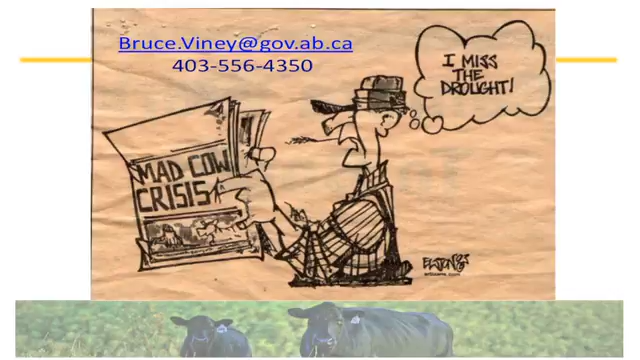 Bruce.Viney@gov.ab.ca
403-556-4350
I MISS
THE
DROUGHT!
MAD COW
CRISIS